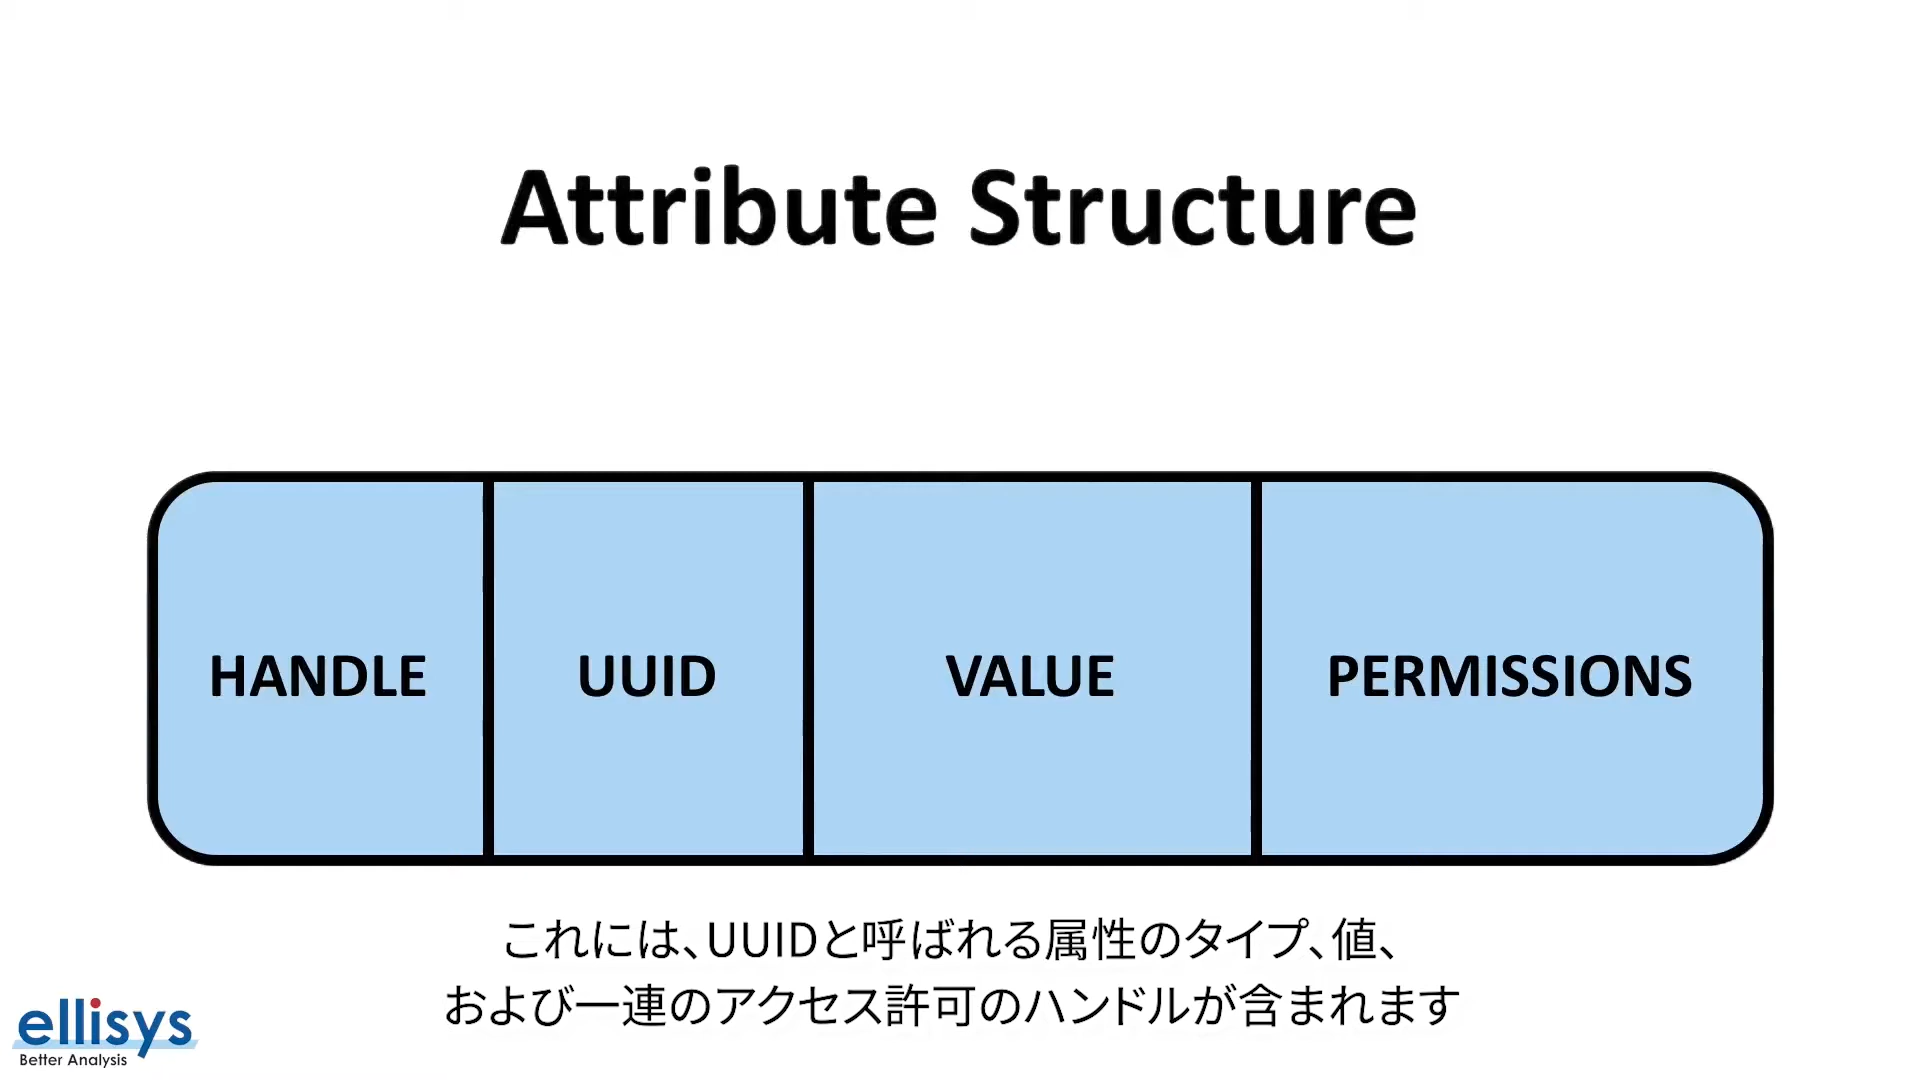 Attribute Structure
HANDLE
UUID
VALUE
PERMISSIONS
これには、UUIDと呼ばれる属性のタイプ、値、
および一連のアクセス許可のハンドルが含まれます
ellisys
Better Analysis